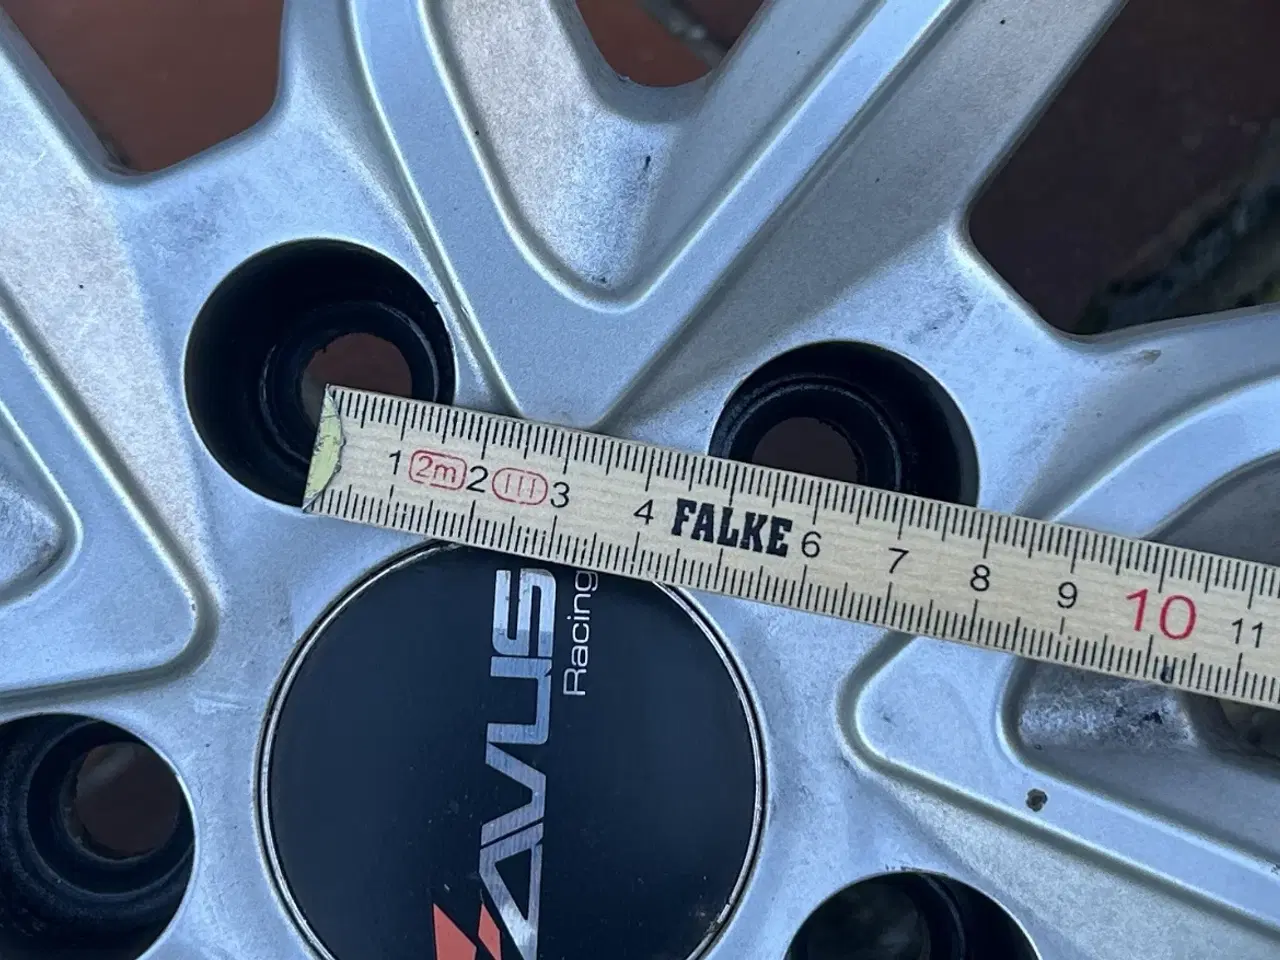 1 2m 2 III 3 4 FALKE 6 7 8 9 10 11
AVUS
Racing